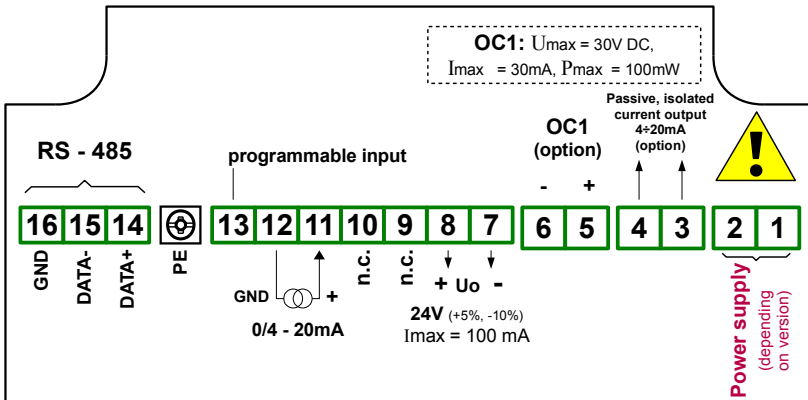 OC1: Umax = 30V DC,
Imax = 30mA, Pmax = 100mW
Passive, isolated
current output
4÷20mA
(option)
OC1
(option)
- +
RS - 485
programmable input
16 15 14 13 12 11 10 9 8 7 6 5 4 3 2 1
GND
DATA-
DATA+
PE
GND +
0/4 - 20mA
n.c.
n.c.
+ Uo -
24V (+5%, -10%)
Imax = 100 mA
Power supply
(depending
on version)